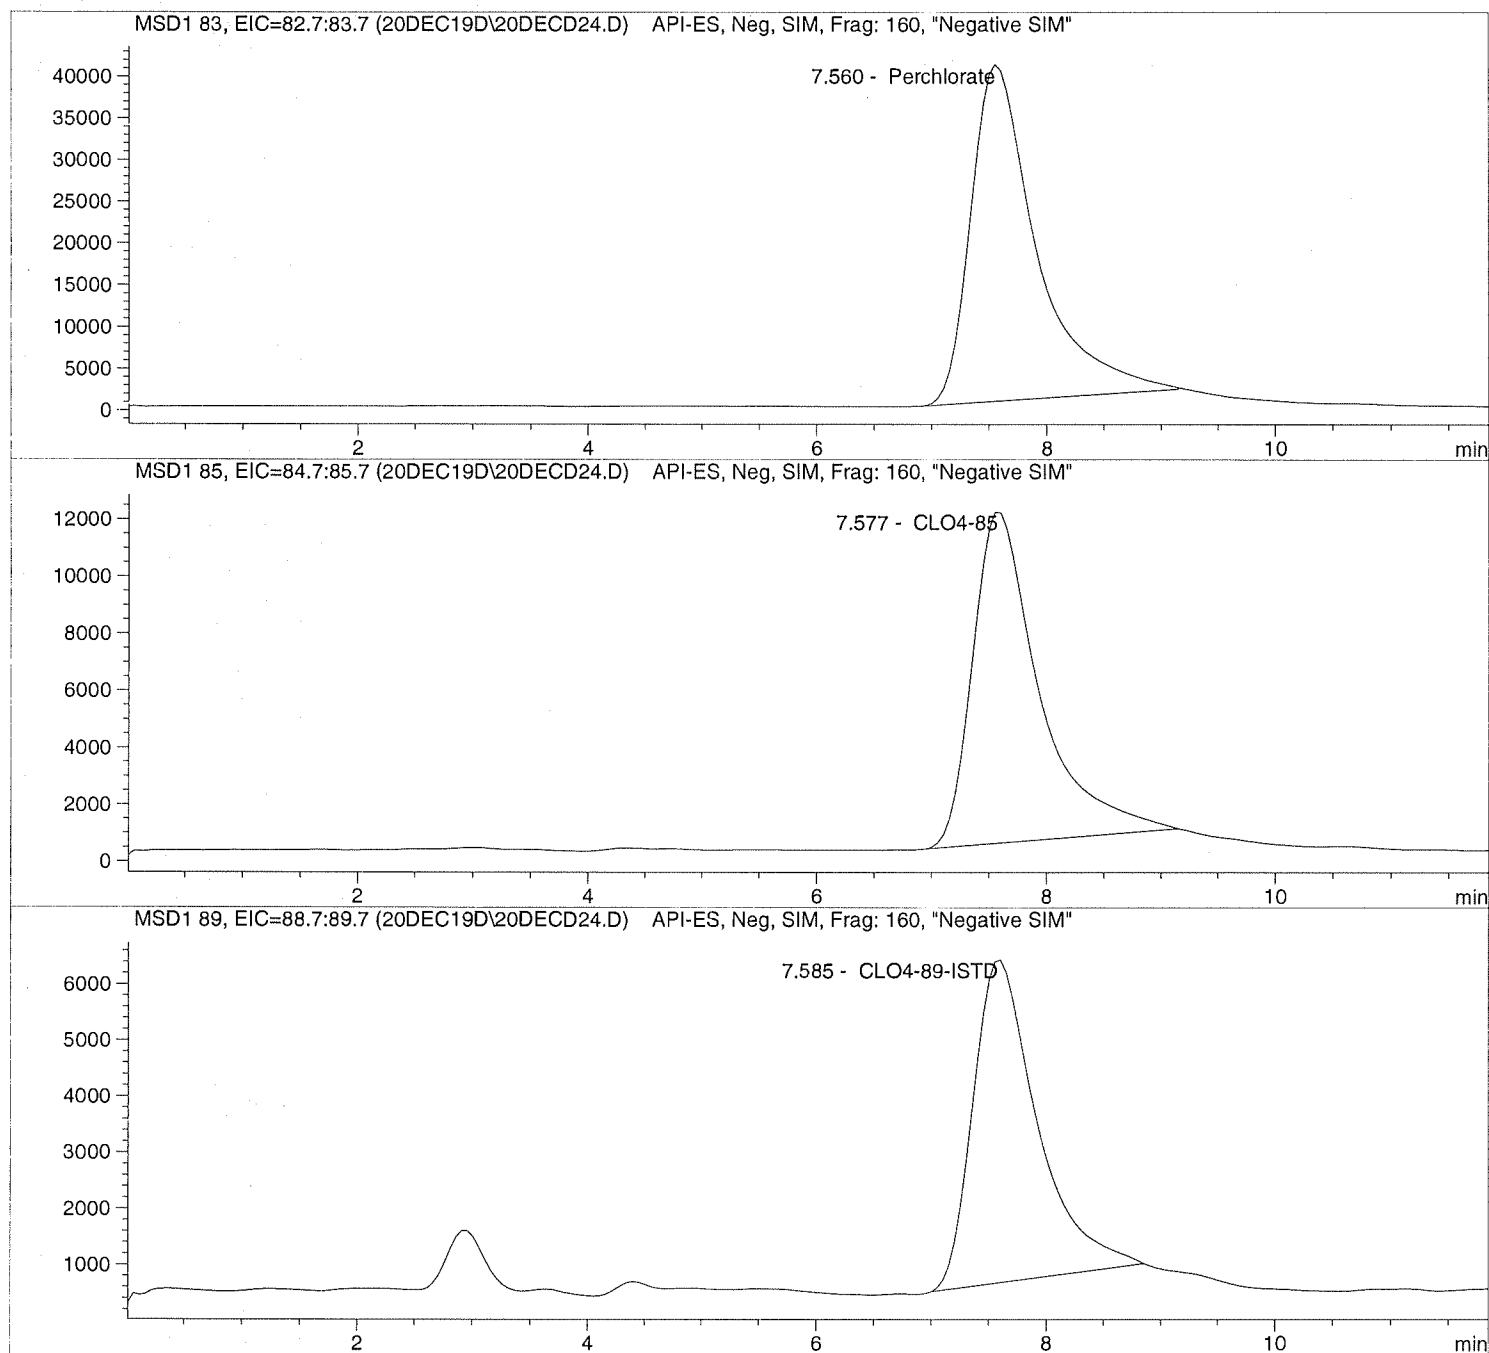 MSD1 83, EIC=82.7:83.7 (20DEC19D\20DECD24.D) API-ES, Neg, SIM, Frag: 160, "Negative SIM"
7.560 - Perchlorate
40000
35000
30000
25000
20000
15000
10000
5000
0
2 4 6 8 10 min
MSD1 85, EIC=84.7:85.7 (20DEC19D\20DECD24.D) API-ES, Neg, SIM, Frag: 160, "Negative SIM"
7.577 - CLO4-85
12000
10000
8000
6000
4000
2000
0
2 4 6 8 10 min
MSD1 89, EIC=88.7:89.7 (20DEC19D\20DECD24.D) API-ES, Neg, SIM, Frag: 160, "Negative SIM"
7.585 - CLO4-89-ISTD
6000
5000
4000
3000
2000
1000
2 4 6 8 10 min